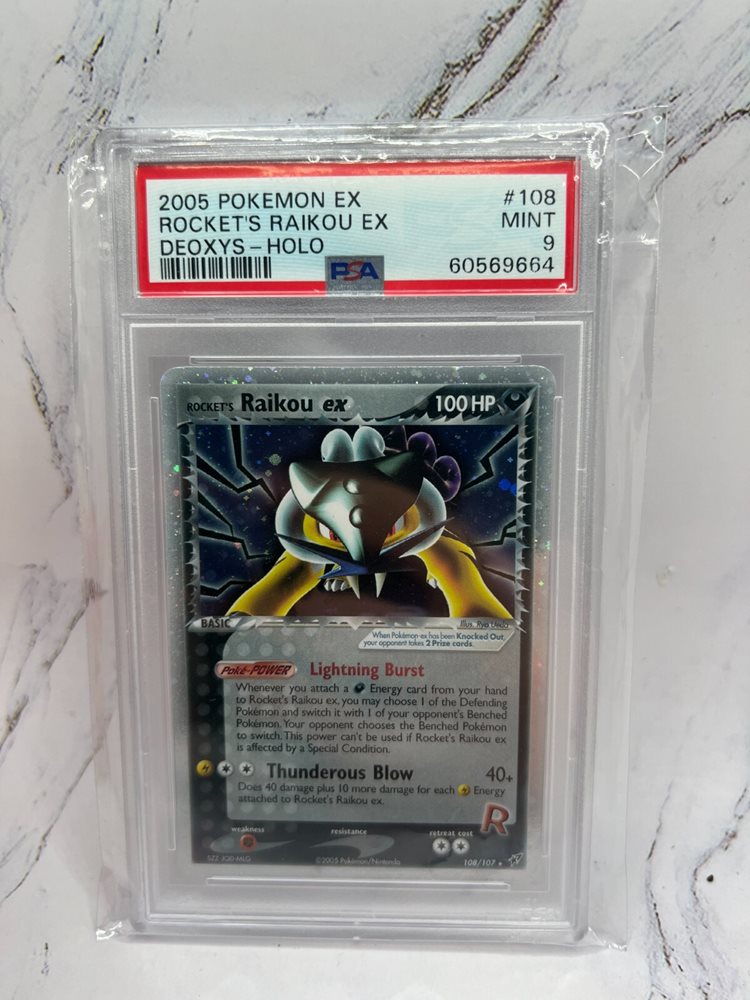 2005 POKEMON EX #108
ROCKET'S RAIKOU EX MINT
DEOXYS - HOLO 9
PSA 60569664
ROCKET'S Raikou ex 100 HP
BASIC Illus. Ryo Ueda
When Pokémon-ex has been Knocked Out,
your opponent takes 2 Prize cards.
Poké-POWER Lightning Burst
Whenever you attach a Energy card from your hand
to Rocket's Raikou ex, you may choose 1 of the Defending
Pokémon and switch it with 1 of your opponent's Benched
Pokémon. Your opponent chooses the Benched Pokémon
to switch. This power can't be used if Rocket's Raikou ex
is affected by a Special Condition.
Thunderous Blow 40+
Does 40 damage plus 10 more damage for each Energy
attached to Rocket's Raikou ex.
R
weakness resistance retreat cost
©2005 Pokémon/Nintendo 108/107